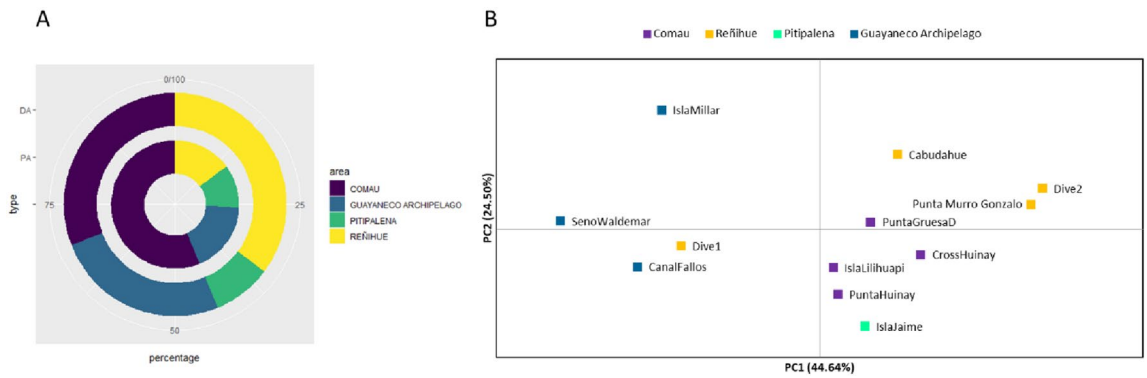 A
0/100
DA
PA
type
75
25
50
percentage
area
COMAU
GUAYANECO ARCHIPELAGO
PITIPALENA
REÑIHUE
B
Comau
Reñihue
Pitipalena
Guayaneco Archipelago
IslaMillar
Cabudahue
Dive2
Punta Murro Gonzalo
SenoWaldemar
PuntaGruesaD
Dive1
CrossHuinay
CanalFallos
IslaLilihuapi
PuntaHuinay
IslaJaime
PC2 (24.50%)
PC1 (44.64%)